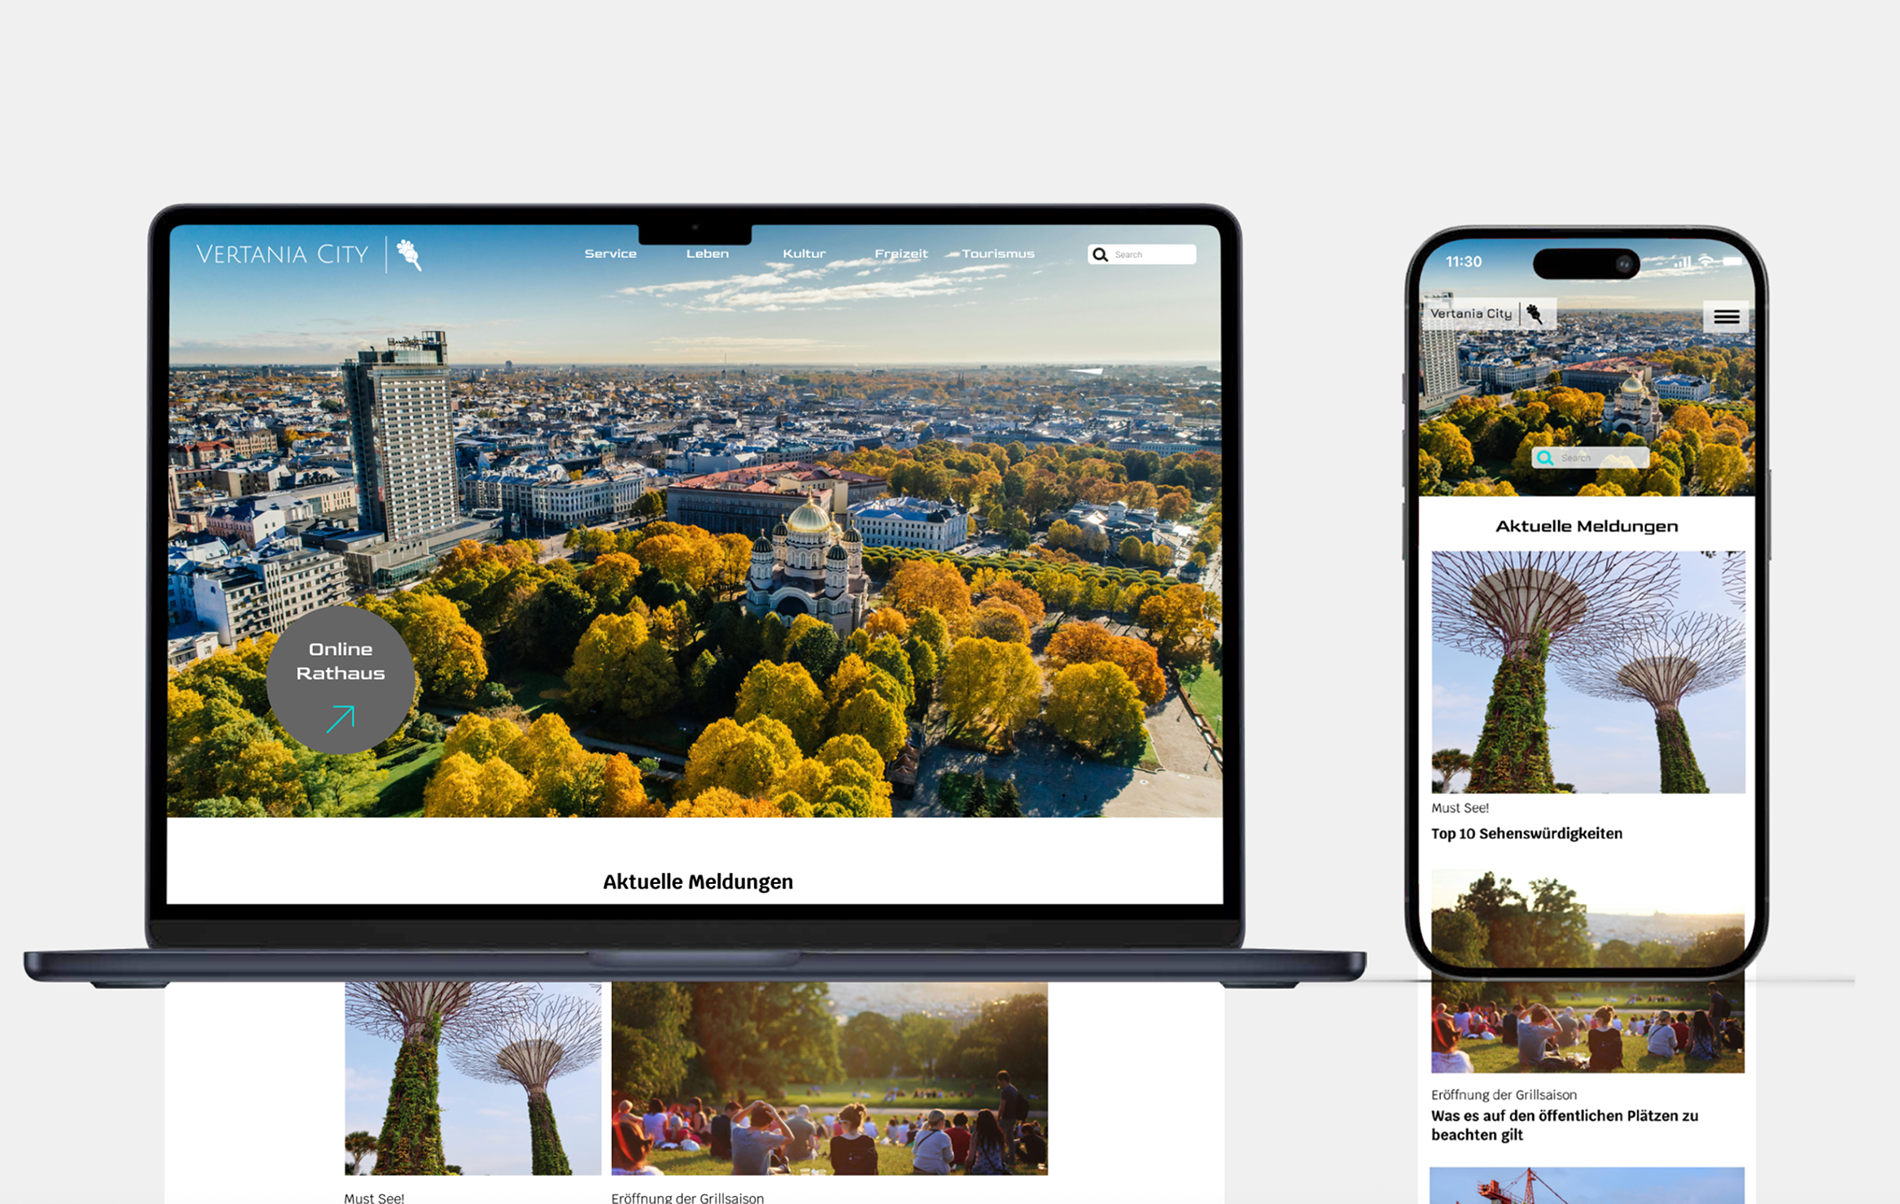 VERTANIA CITY
Service Leben Kultur Freizeit Tourismus
Search
Online
Rathaus
Aktuelle Meldungen
Must See!
Eröffnung der Grillsaison
11:30
Vertania City
Search
Aktuelle Meldungen
Must See!
Top 10 Sehenswürdigkeiten
Eröffnung der Grillsaison
Was es auf den öffentlichen Plätzen zu
beachten gilt